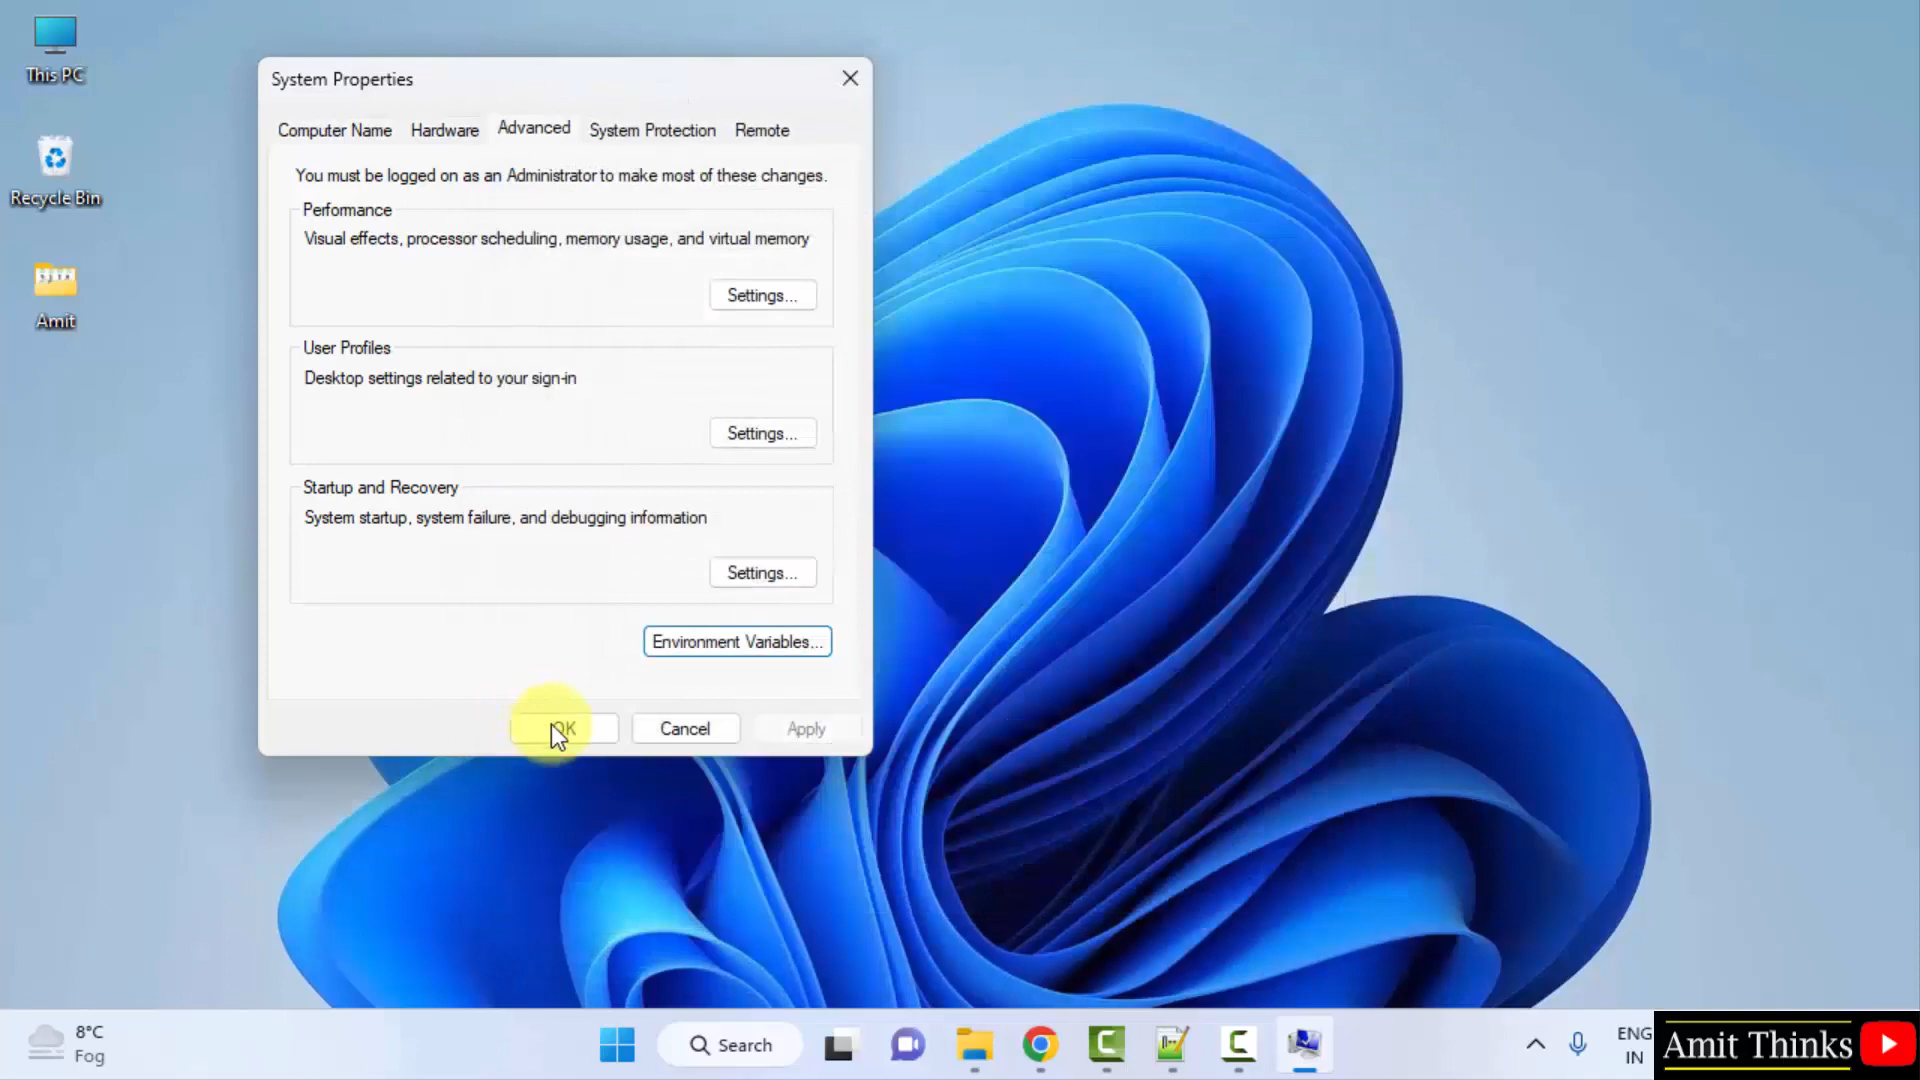 This PC
Recycle Bin
Amit
System Properties
Computer Name Hardware Advanced System Protection Remote
You must be logged on as an Administrator to make most of these changes.
Performance
Visual effects, processor scheduling, memory usage, and virtual memory
Settings...
User Profiles
Desktop settings related to your sign-in
Settings...
Startup and Recovery
System startup, system failure, and debugging information
Settings...
Environment Variables...
OK Cancel Apply
8°C
Fog
Search
ENG
IN
Amit Thinks